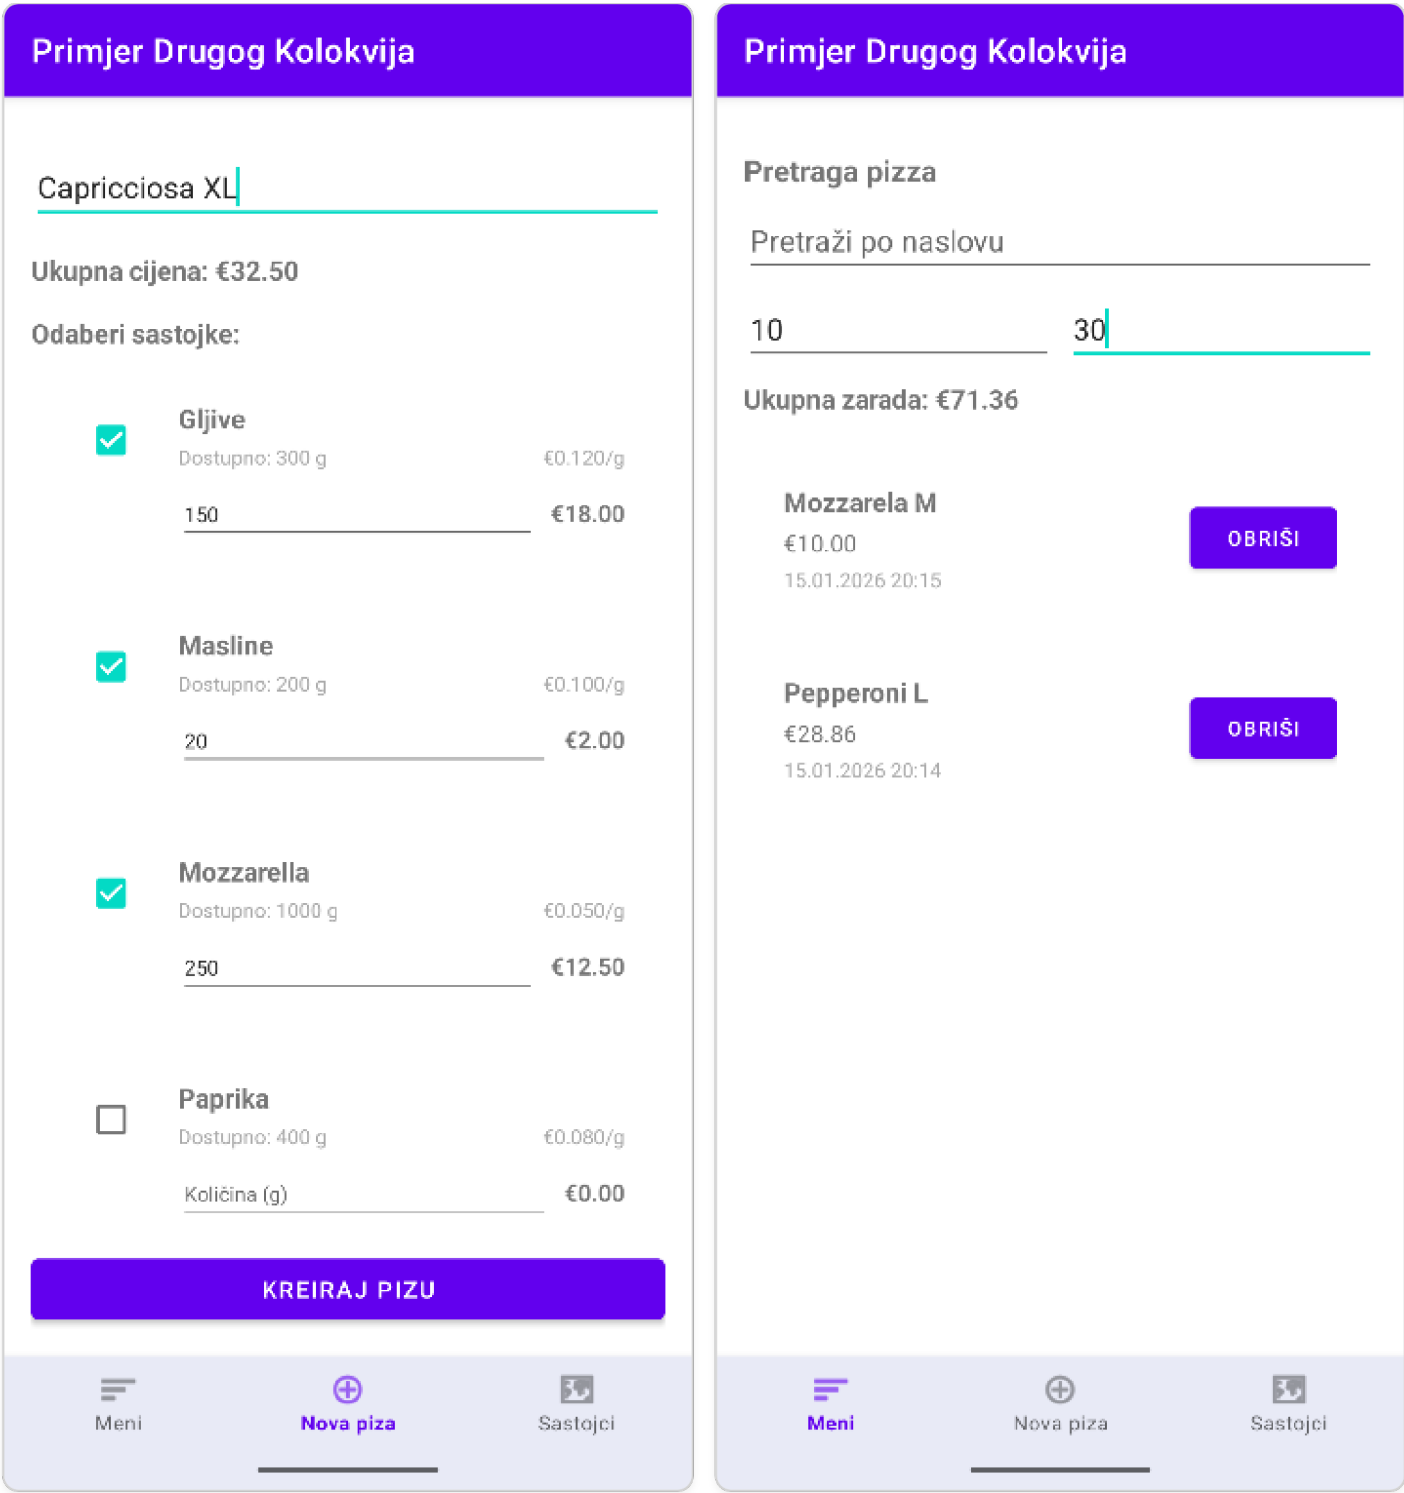 Primjer Drugog Kolokvija
Capricciosa XL
Ukupna cijena: €32.50
Odaberi sastojke:
Gljive
Dostupno: 300 g €0.120/g
150 €18.00
Masline
Dostupno: 200 g €0.100/g
20 €2.00
Mozzarella
Dostupno: 1000 g €0.050/g
250 €12.50
Paprika
Dostupno: 400 g €0.080/g
Količina (g) €0.00
KREIRAJ PIZU
Meni Nova piza Sastojci
Primjer Drugog Kolokvija
Pretraga pizza
Pretraži po naslovu
10 30
Ukupna zarada: €71.36
Mozzarela M
€10.00
15.01.2026 20:15
OBRIŠI
Pepperoni L
€28.86
15.01.2026 20:14
OBRIŠI
Meni Nova piza Sastojci